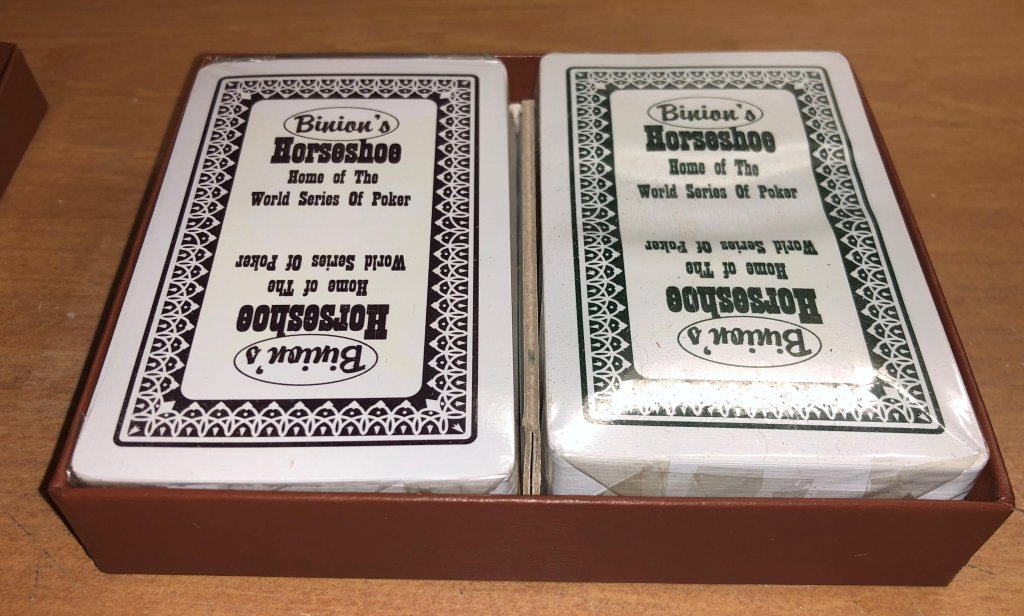 Binion's
Horseshoe
Home of The
World Series Of Poker
World Series Of Poker
Home of The
Horseshoe
Binion's
Binion's
Horseshoe
Home of The
World Series Of Poker
World Series Of Poker
Home of The
Horseshoe
Binion's